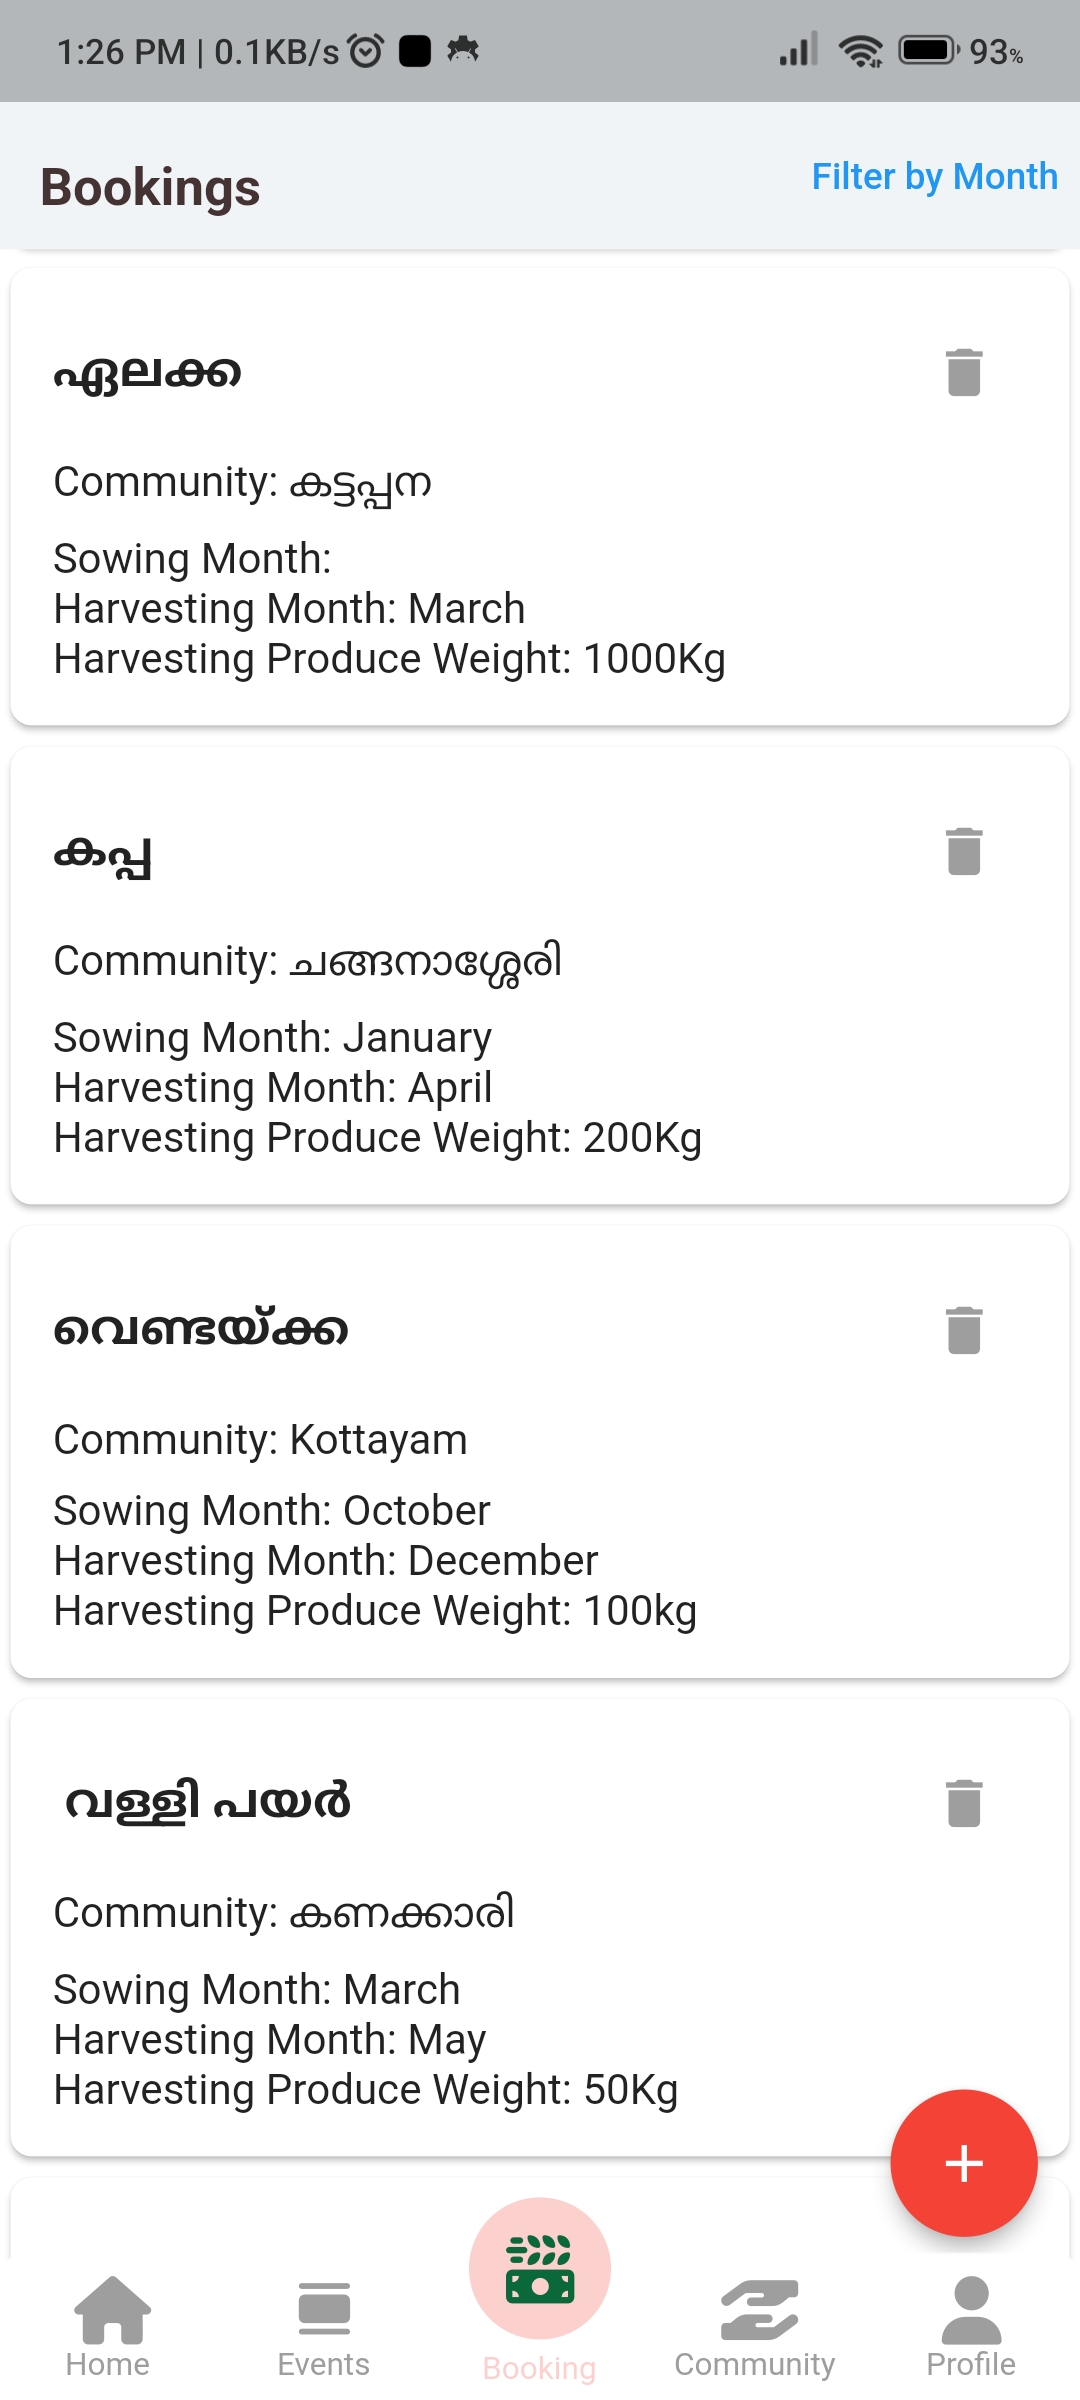 1:26 PM | 0.1KB/s 93%
Bookings
Filter by Month
ഏലക്ക
Community: കട്ടപ്പന
Sowing Month:
Harvesting Month: March
Harvesting Produce Weight: 1000Kg
കപ്പ
Community: ചങ്ങനാശ്ശേരി
Sowing Month: January
Harvesting Month: April
Harvesting Produce Weight: 200Kg
വെണ്ടയ്ക്ക
Community: Kottayam
Sowing Month: October
Harvesting Month: December
Harvesting Produce Weight: 100kg
വള്ളി പയർ
Community: കണക്കാരി
Sowing Month: March
Harvesting Month: May
Harvesting Produce Weight: 50Kg
Home Events Booking Community Profile